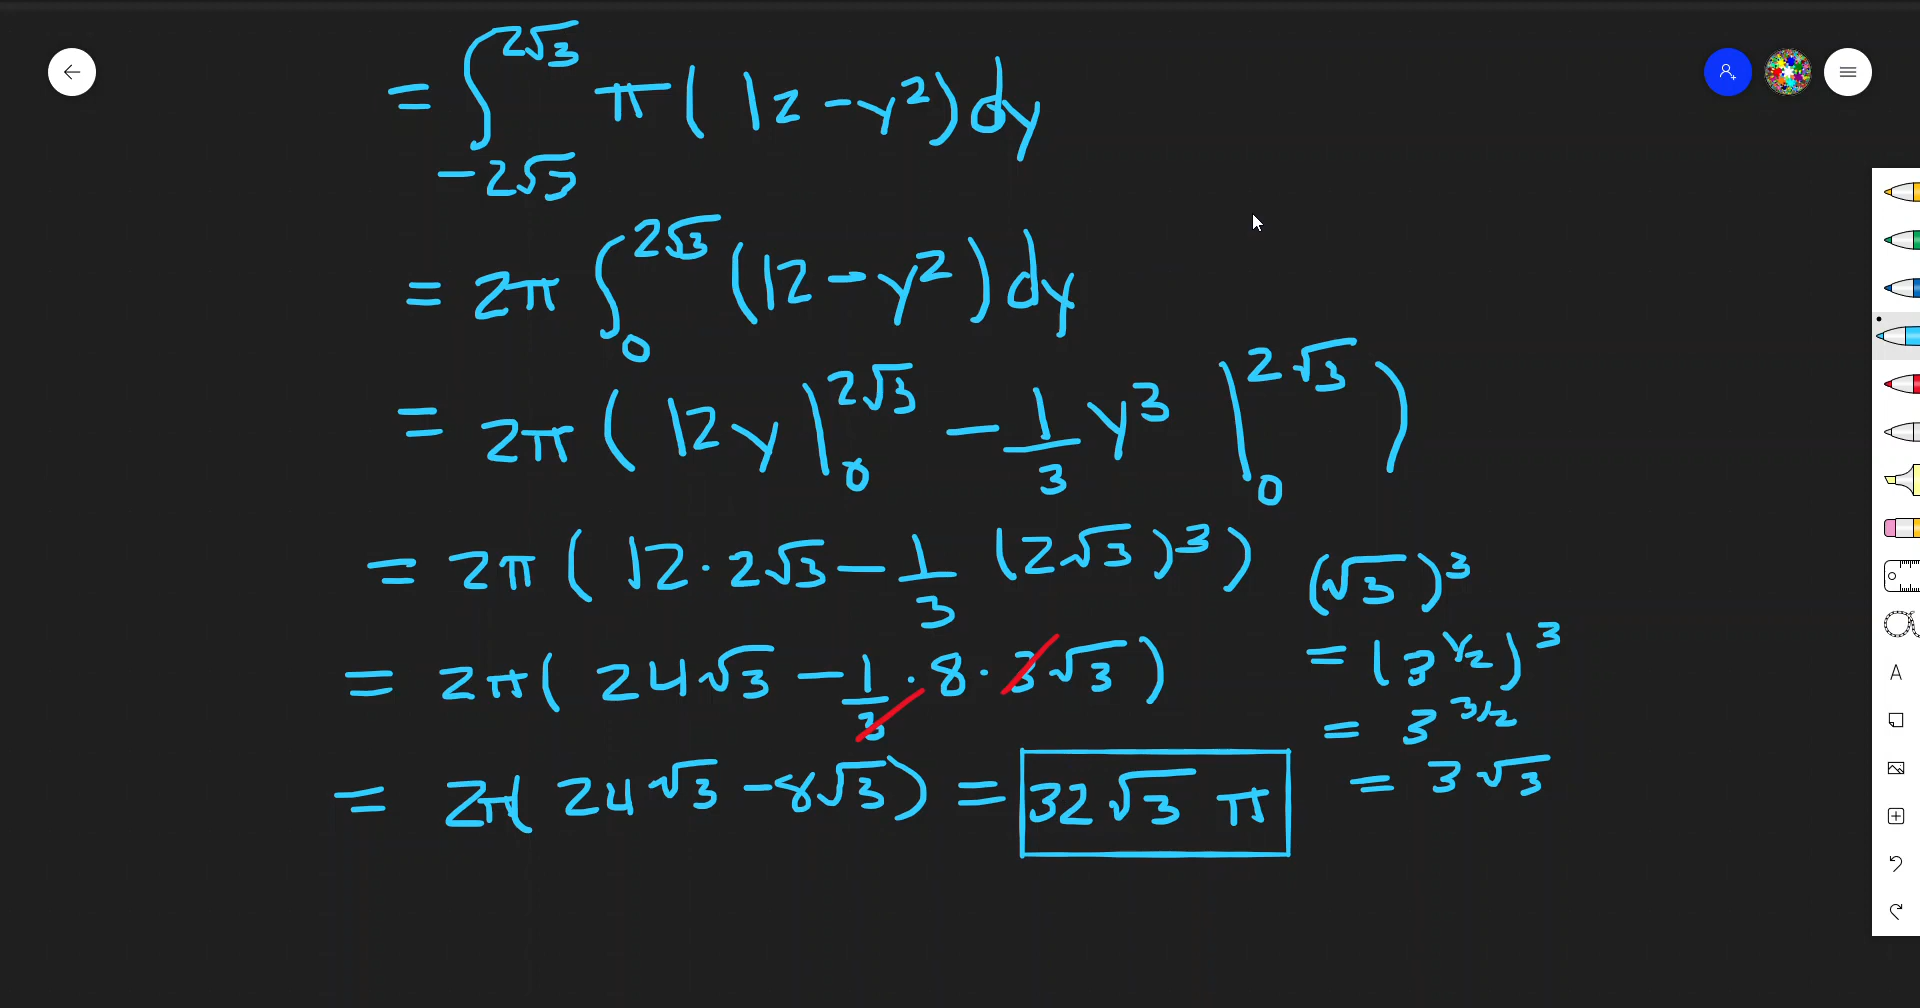 = ∫_{-2√3}^{2√3} π( 12 - y²) dy
= 2π ∫_0^{2√3} (12 - y²) dy
= 2π ( 12y |_0^{2√3} - 1/3 y³ |_0^{2√3} )
= 2π ( 12 · 2√3 - 1/3 (2√3)³ )
= 2π( 24√3 - 1/3 · 8 · 3√3 )
= 2π( 24√3 - 8√3 ) = 32√3 π
(√3)³
= (3^{1/2})³
= 3^{3/2}
= 3√3
A